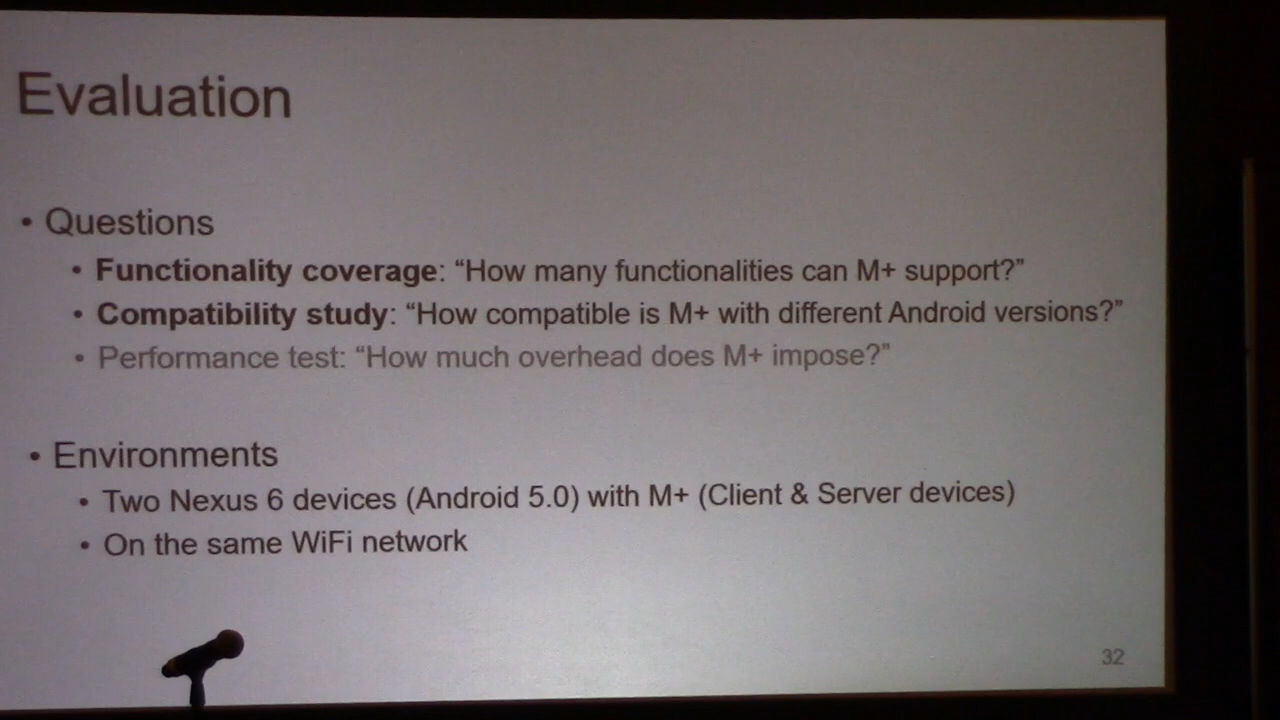 Evaluation
• Questions
• Functionality coverage: “How many functionalities can M+ support?”
• Compatibility study: “How compatible is M+ with different Android versions?”
• Performance test: “How much overhead does M+ impose?”
• Environments
• Two Nexus 6 devices (Android 5.0) with M+ (Client & Server devices)
• On the same WiFi network
32